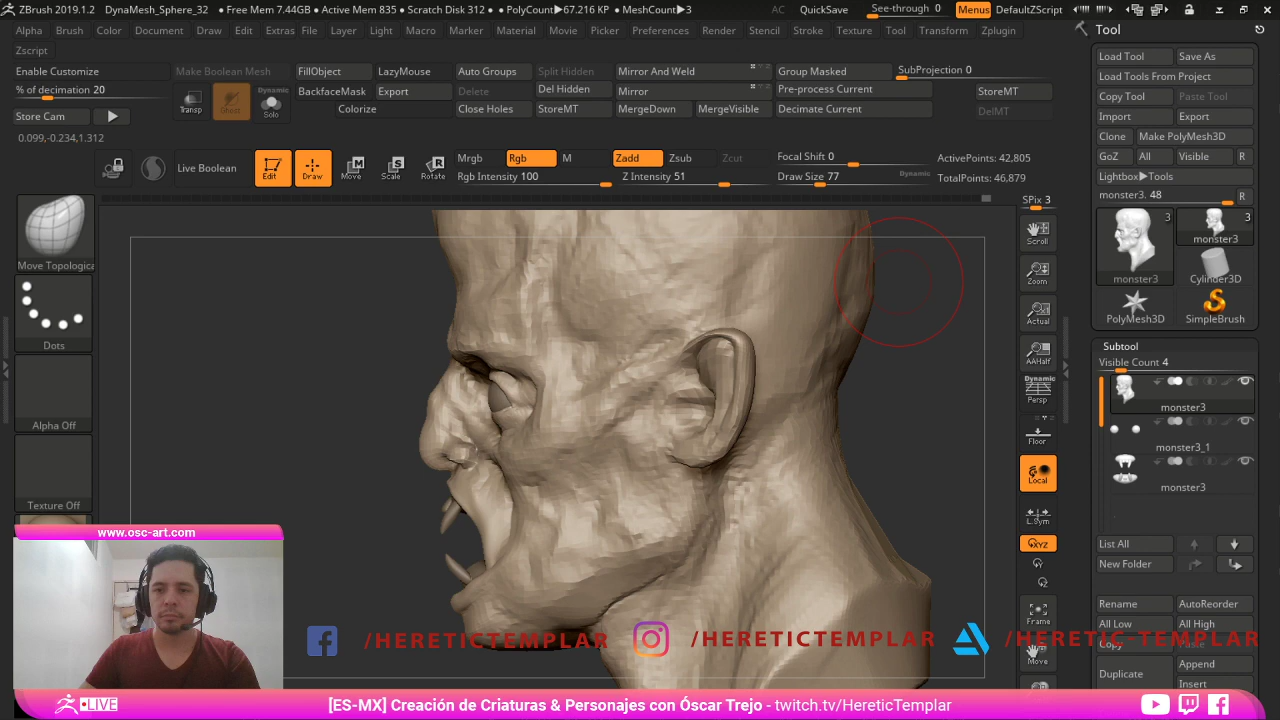 ZBrush 2019.1.2 DynaMesh_Sphere_32 • Free Mem 7.44GB • Active Mem 835 • Scratch Disk 312 • PolyCount▶67.216 KP • MeshCount▶3 AC QuickSave See-through 0 Menus DefaultZScript
Alpha Brush Color Document Draw Edit Extras File Layer Light Macro Marker Material Movie Picker Preferences Render Stencil Stroke Texture Tool Transform Zplugin
Zscript
Enable Customize
% of decimation 20
Store Cam
0.099,-0.234,1.312
Transp
Ghost
Dynamic
Solo
Make Boolean Mesh
FillObject
LazyMouse
Auto Groups
Split Hidden
Mirror And Weld
Group Masked
SubProjection 0
BackfaceMask
Export
Delete
Del Hidden
Mirror
Pre-process Current
StoreMT
Colorize
Close Holes
StoreMT
MergeDown
MergeVisible
Decimate Current
DelMT
Live Boolean
Edit
Draw
Move
Scale
Rotate
Mrgb
Rgb
M
Rgb Intensity 100
Zadd
Zsub
Zcut
Z Intensity 51
Focal Shift 0
Draw Size 77
Dynamic
ActivePoints: 42,805
TotalPoints: 46,879
Move Topologica
Dots
Alpha Off
Texture Off
SPix 3
Scroll
Zoom
Actual
AAHalf
Dynamic
Persp
Floor
Local
L.Sym
XYZ
Frame
Move
Tool
Load Tool
Save As
Load Tools From Project
Copy Tool
Paste Tool
Import
Export
Clone
Make PolyMesh3D
GoZ
All
Visible
R
Lightbox▶Tools
monster3. 48
R
3
monster3
3
monster3
Cylinder3D
PolyMesh3D
SimpleBrush
Subtool
Visible Count 4
monster3
monster3_1
monster3
List All
New Folder
Rename
AutoReorder
All Low
All High
Copy
Paste
Duplicate
Append
Insert
www.osc-art.com
/HERETICTEMPLAR
/HERETICTEMPLAR
/HERETIC-TEMPLAR
LIVE
[ES-MX] Creación de Criaturas & Personajes con Óscar Trejo - twitch.tv/HereticTemplar